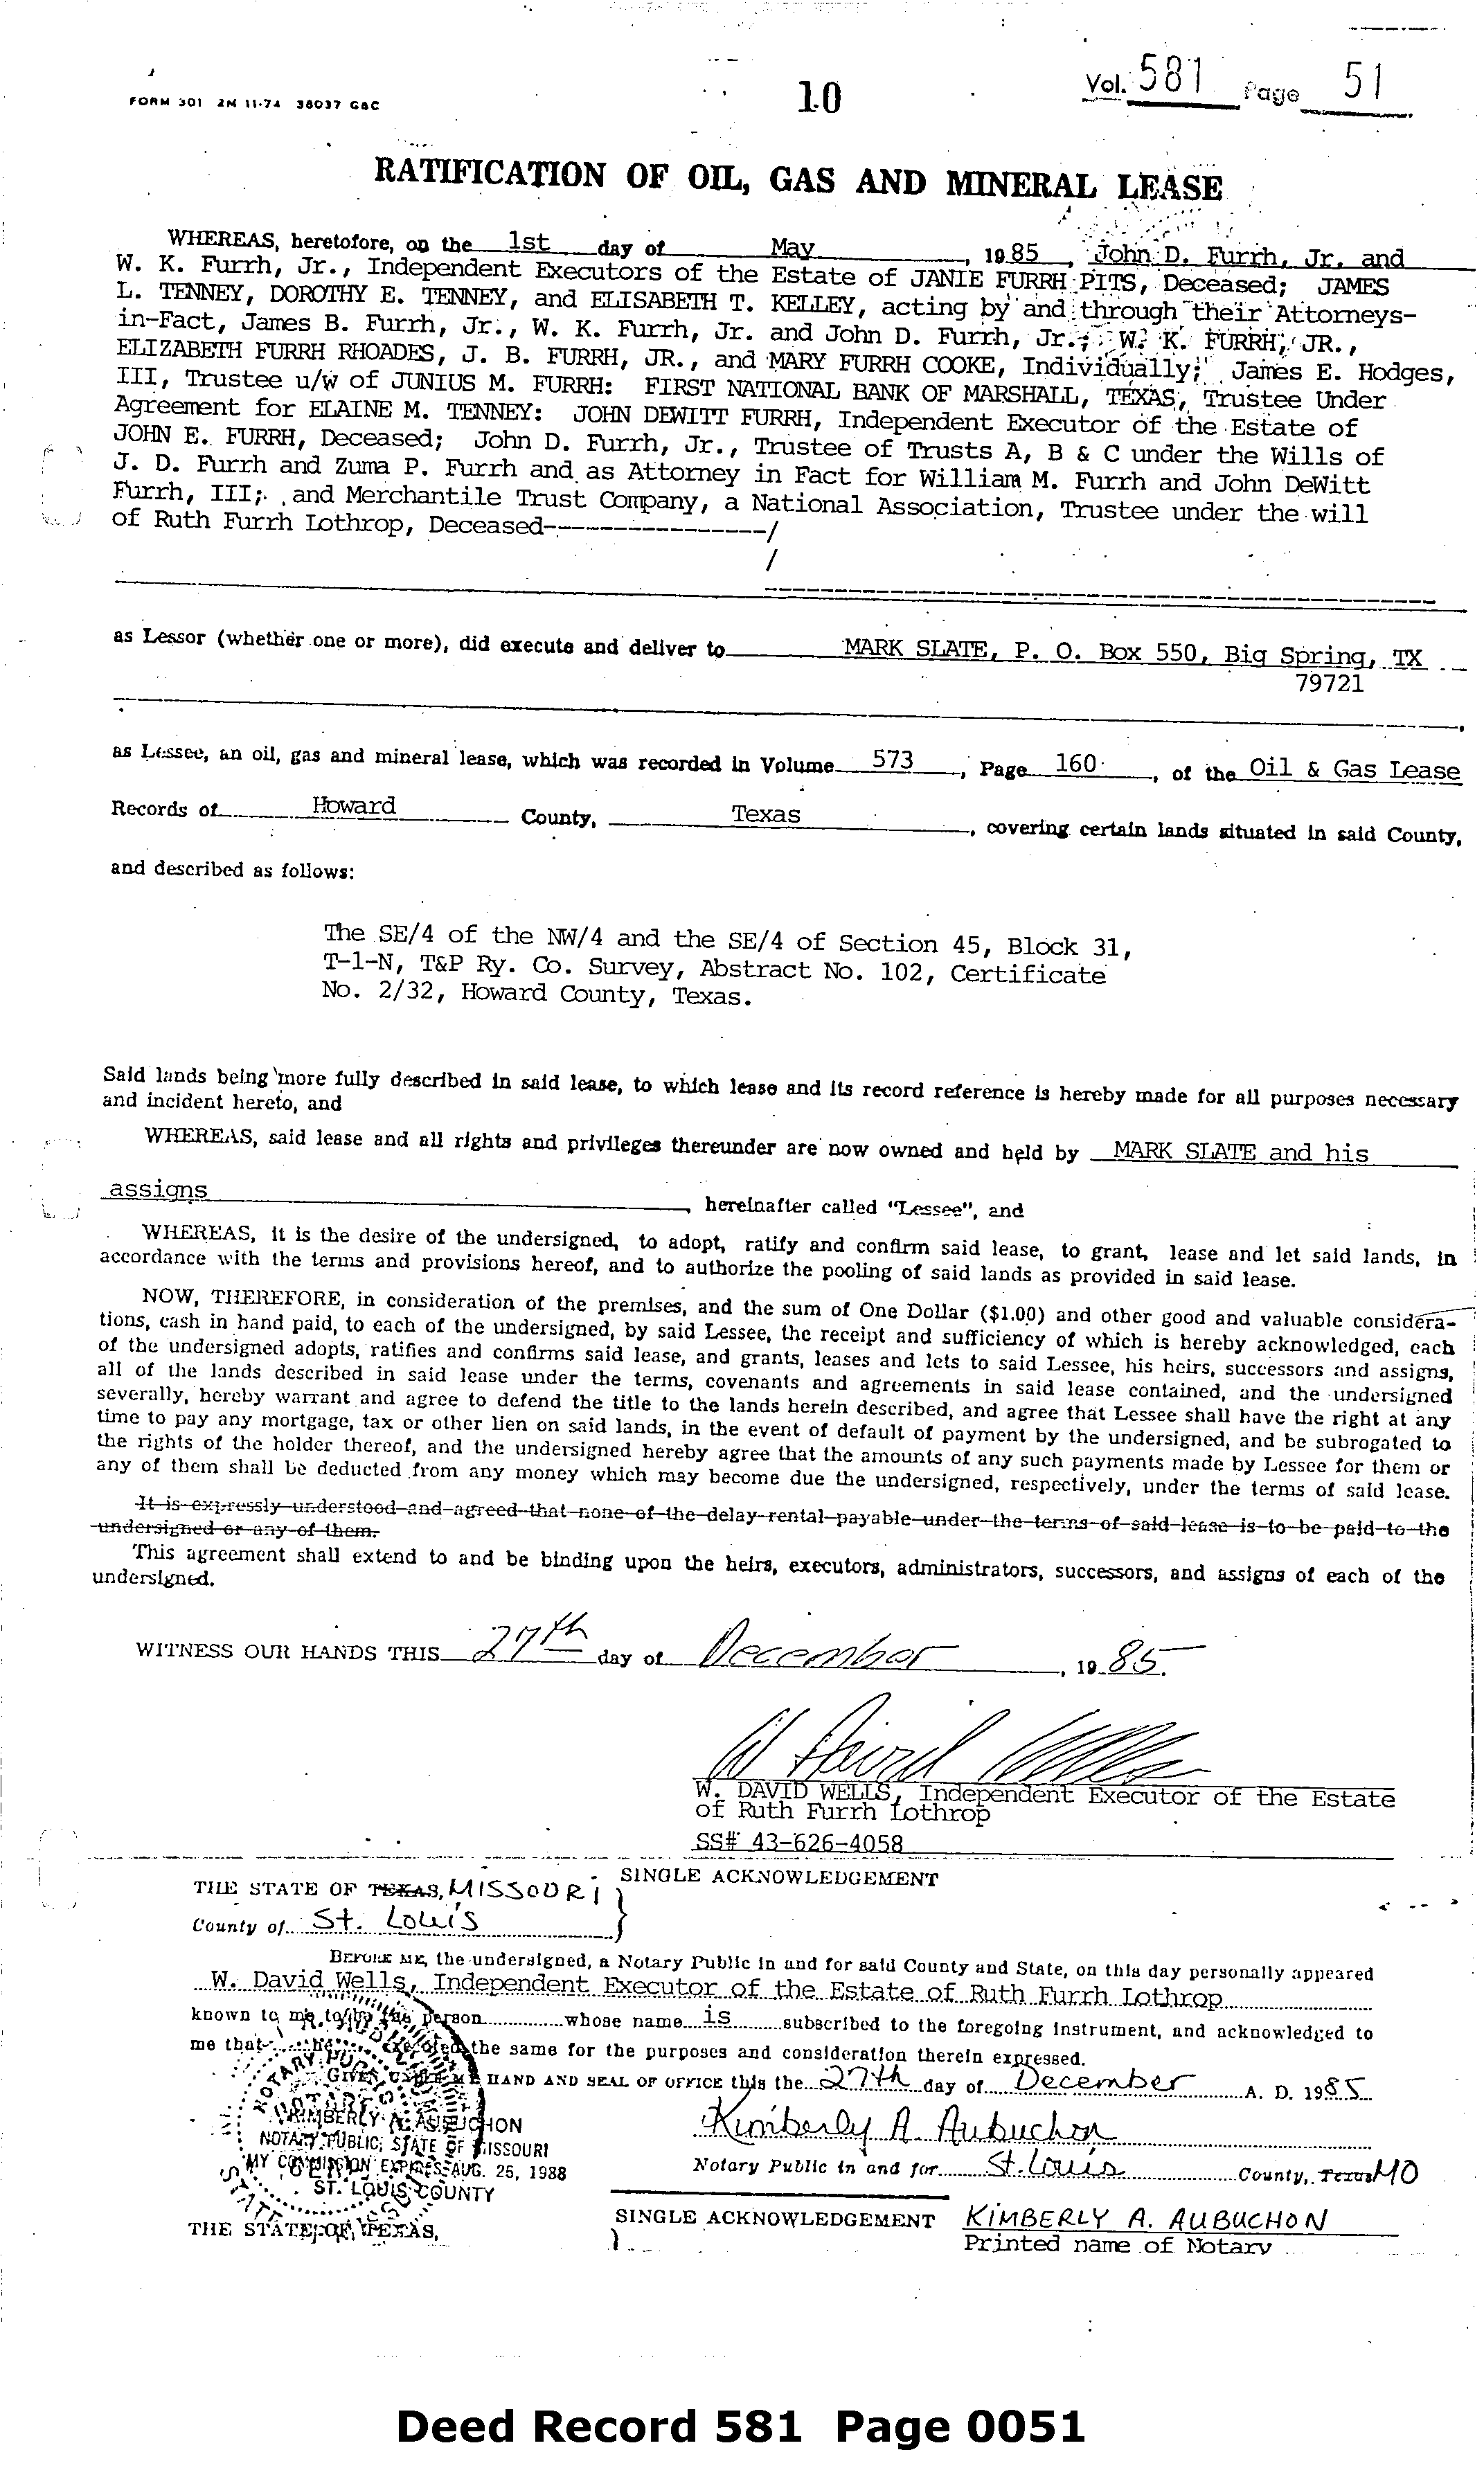 Vol. 581 Page 51
FORM 301 2M 11-74 38037 G&C
10
RATIFICATION OF OIL, GAS AND MINERAL LEASE
WHEREAS, heretofore, on the 1st day of May, 1985, John D. Furrh, Jr. and
W. K. Furrh, Jr., Independent Executors of the Estate of JANIE FURRH PITS, Deceased; JAMES
L. TENNEY, DOROTHY E. TENNEY, and ELISABETH T. KELLEY, acting by and through their Attorneys-
in-Fact, James B. Furrh, Jr., W. K. Furrh, Jr. and John D. Furrh, Jr.; W. K. FURRH, JR.,
ELIZABETH FURRH RHOADES, J. B. FURRH, JR., and MARY FURRH COOKE, Individually; James E. Hodges,
III, Trustee u/w of JUNIUS M. FURRH: FIRST NATIONAL BANK OF MARSHALL, TEXAS, Trustee Under
Agreement for ELAINE M. TENNEY: JOHN DEWITT FURRH, Independent Executor of the Estate of
JOHN E. FURRH, Deceased; John D. Furrh, Jr., Trustee of Trusts A, B & C under the Wills of
J. D. Furrh and Zuma P. Furrh and as Attorney in Fact for William M. Furrh and John DeWitt
Furrh, III; and Merchantile Trust Company, a National Association, Trustee under the will
of Ruth Furrh Lothrop, Deceased-----------------/
/
as Lessor (whether one or more), did execute and deliver to MARK SLATE, P. O. Box 550, Big Spring, TX
79721
as Lessee, an oil, gas and mineral lease, which was recorded in Volume 573, Page 160, of the Oil & Gas Lease
Records of Howard County, Texas, covering certain lands situated in said County,
and described as follows:
The SE/4 of the NW/4 and the SE/4 of Section 45, Block 31,
T-1-N, T&P Ry. Co. Survey, Abstract No. 102, Certificate
No. 2/32, Howard County, Texas.
Said lands being more fully described in said lease, to which lease and its record reference is hereby made for all purposes necessary
and incident hereto, and
WHEREAS, said lease and all rights and privileges thereunder are now owned and held by MARK SLATE and his
assigns, hereinafter called "Lessee", and
WHEREAS, it is the desire of the undersigned, to adopt, ratify and confirm said lease, to grant, lease and let said lands, in
accordance with the terms and provisions hereof, and to authorize the pooling of said lands as provided in said lease.
NOW, THEREFORE, in consideration of the premises, and the sum of One Dollar ($1.00) and other good and valuable considera-
tions, cash in hand paid, to each of the undersigned, by said Lessee, the receipt and sufficiency of which is hereby acknowledged, each
of the undersigned adopts, ratifies and confirms said lease, and grants, leases and lets to said Lessee, his heirs, successors and assigns,
all of the lands described in said lease under the terms, covenants and agreements in said lease contained, and the undersigned
severally, hereby warrant and agree to defend the title to the lands herein described, and agree that Lessee shall have the right at any
time to pay any mortgage, tax or other lien on said lands, in the event of default of payment by the undersigned, and be subrogated to
the rights of the holder thereof, and the undersigned hereby agree that the amounts of any such payments made by Lessee for them or
any of them shall be deducted from any money which may become due the undersigned, respectively, under the terms of said lease.
It is expressly understood and agreed that none of the delay rental payable under the terms of said lease is to be paid to the
undersigned or any of them.
This agreement shall extend to and be binding upon the heirs, executors, administrators, successors, and assigns of each of the
undersigned.
WITNESS OUR HANDS THIS 27th day of December, 1985.
W David Wells
W. DAVID WELLS, Independent Executor of the Estate
of Ruth Furrh Lothrop
SS# 43-626-4058
SINGLE ACKNOWLEDGEMENT
THE STATE OF TEXAS, MISSOURI
County of St. Louis
BEFORE ME, the undersigned, a Notary Public in and for said County and State, on this day personally appeared
W. David Wells, Independent Executor of the Estate of Ruth Furrh Lothrop
known to me to be the person whose name is subscribed to the foregoing instrument, and acknowledged to
me that he executed the same for the purposes and consideration therein expressed.
GIVEN UNDER MY HAND AND SEAL OF OFFICE this the 27th day of December A. D. 1985
Kimberly A. Aubuchon
KIMBERLY A. AUBUCHON
NOTARY PUBLIC, STATE OF MISSOURI
MY COMMISSION EXPIRES AUG. 25, 1988
ST. LOUIS COUNTY
Notary Public in and for St. Louis County, Texas MO
SINGLE ACKNOWLEDGEMENT
KIMBERLY A. AUBUCHON
Printed name of Notary
THE STATE OF TEXAS,
Deed Record 581 Page 0051